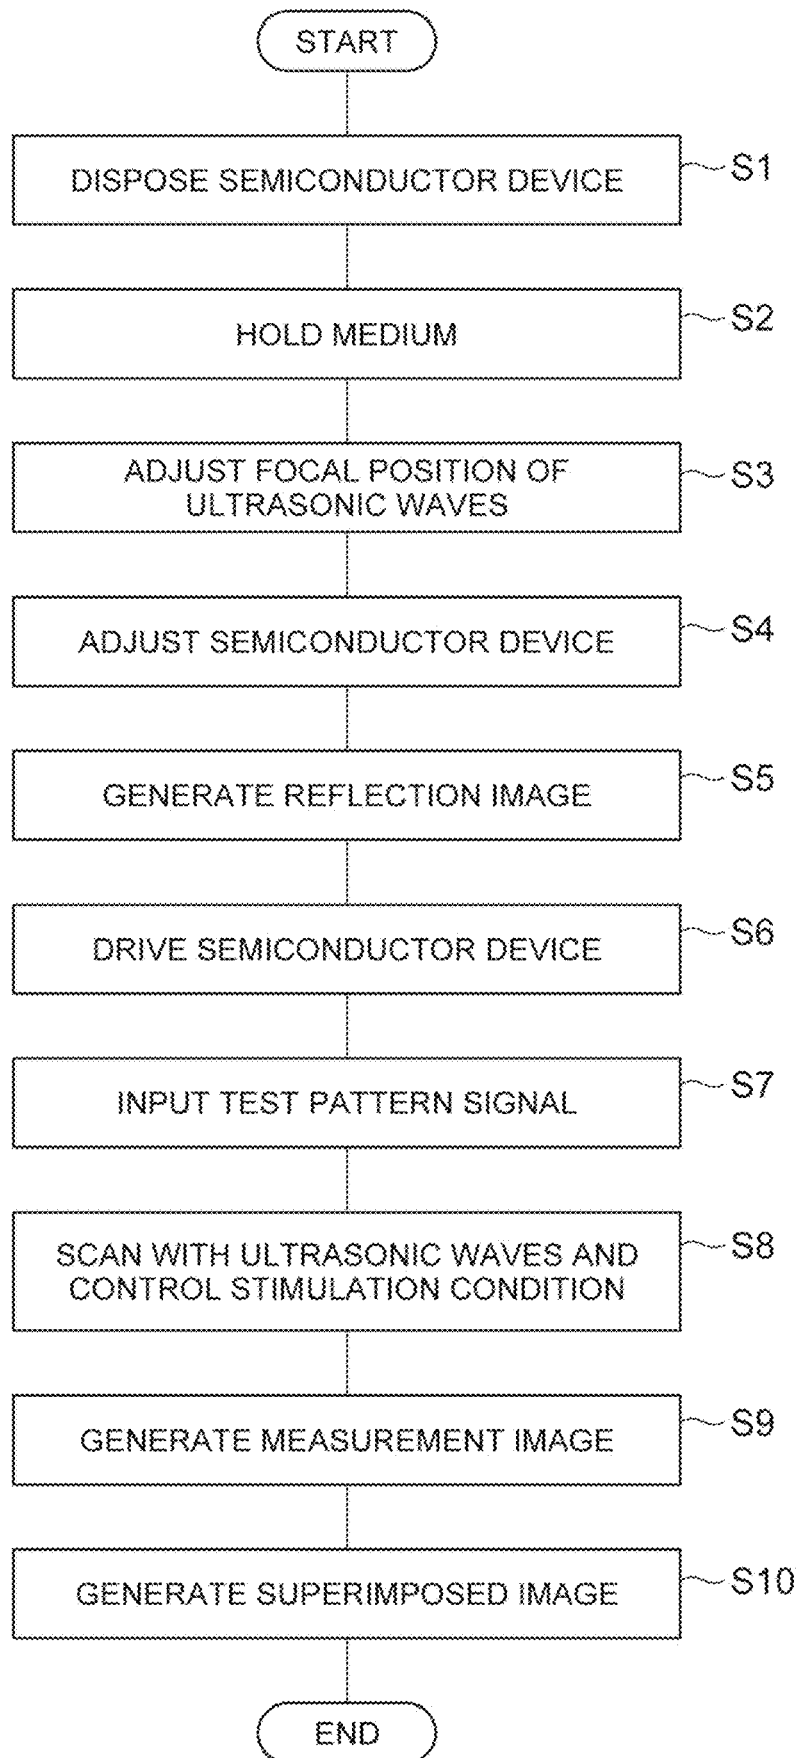 START
DISPOSE SEMICONDUCTOR DEVICE
S1
HOLD MEDIUM
S2
ADJUST FOCAL POSITION OF
ULTRASONIC WAVES
S3
ADJUST SEMICONDUCTOR DEVICE
S4
GENERATE REFLECTION IMAGE
S5
DRIVE SEMICONDUCTOR DEVICE
S6
INPUT TEST PATTERN SIGNAL
S7
SCAN WITH ULTRASONIC WAVES AND
CONTROL STIMULATION CONDITION
S8
GENERATE MEASUREMENT IMAGE
S9
GENERATE SUPERIMPOSED IMAGE
S10
END